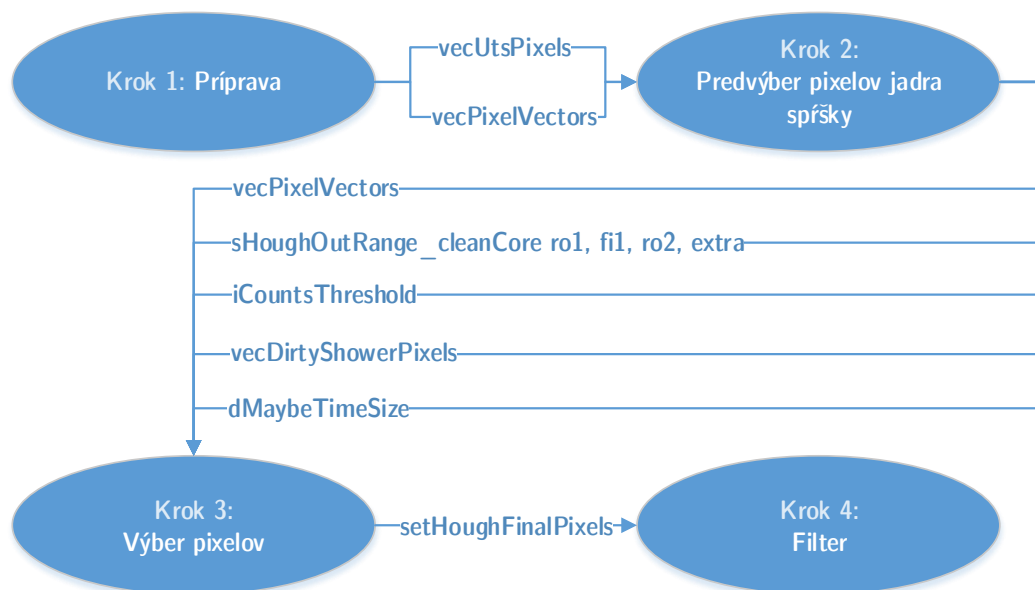 Krok 1: Príprava
vecUtsPixels
vecPixelVectors
Krok 2:
Predvýber pixelov jadra
spŕšky
vecPixelVectors
sHoughOutRange_cleanCore ro1, fi1, ro2, extra
iCountsThreshold
vecDirtyShowerPixels
dMaybeTimeSize
Krok 3:
Výber pixelov
setHoughFinalPixels
Krok 4:
Filter